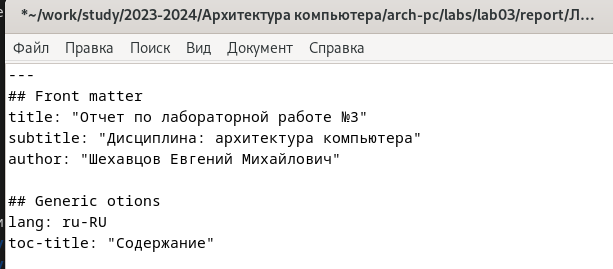 *~/work/study/2023-2024/Архитектура компьютера/arch-pc/labs/lab03/report/Л...
Файл Правка Поиск Вид Документ Справка
---
## Front matter
title: "Отчет по лабораторной работе №3"
subtitle: "Дисциплина: архитектура компьютера"
author: "Шехавцов Евгений Михайлович"
## Generic otions
lang: ru-RU
toc-title: "Содержание"